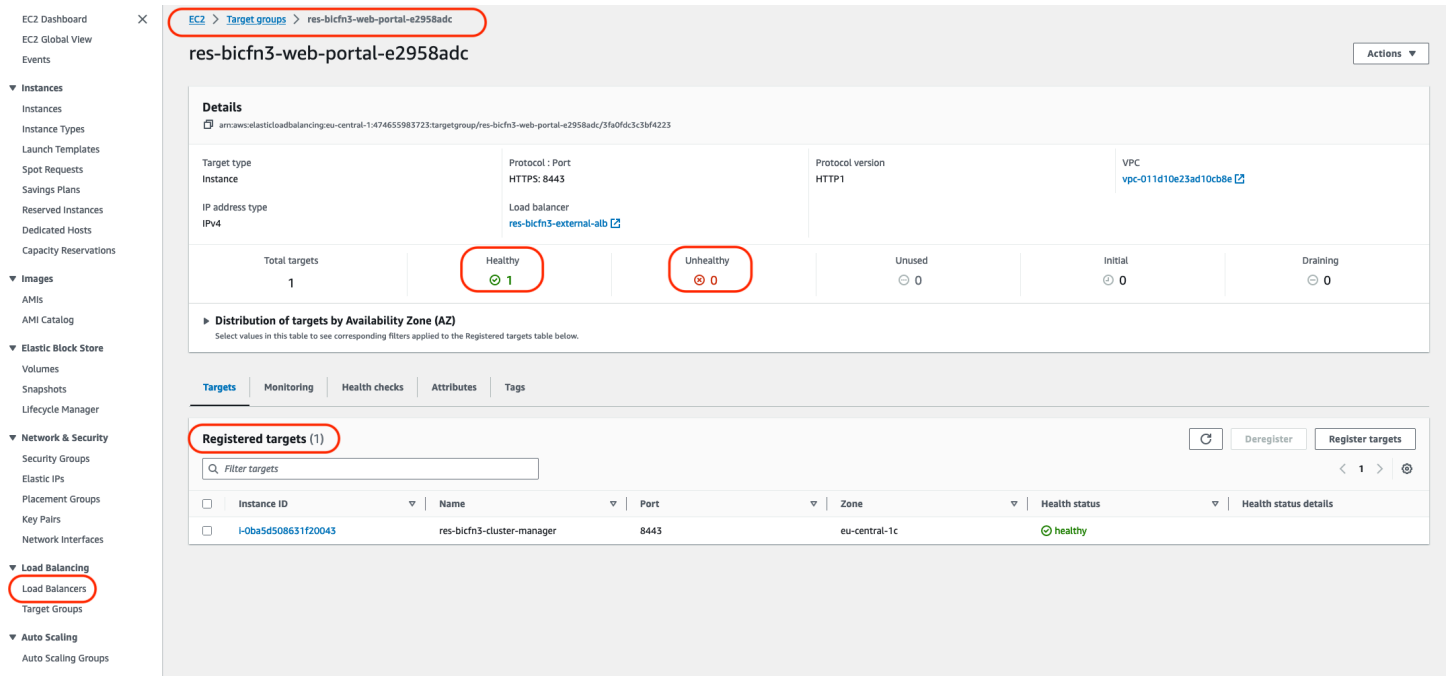 EC2 Dashboard
EC2 Global View
Events
Instances
Instances
Instance Types
Launch Templates
Spot Requests
Savings Plans
Reserved Instances
Dedicated Hosts
Capacity Reservations
Images
AMIs
AMI Catalog
Elastic Block Store
Volumes
Snapshots
Lifecycle Manager
Network & Security
Security Groups
Elastic IPs
Placement Groups
Key Pairs
Network Interfaces
Load Balancing
Load Balancers
Target Groups
Auto Scaling
Auto Scaling Groups
EC2 > Target groups > res-bicfn3-web-portal-e2958adc
res-bicfn3-web-portal-e2958adc
Actions
Details
arn:aws:elasticloadbalancing:eu-central-1:474655983723:targetgroup/res-bicfn3-web-portal-e2958adc/3fa0fdc3c3bf4223
Target type Protocol : Port Protocol version VPC
Instance HTTPS: 8443 HTTP1 vpc-011d10e23ad10cb8e
IP address type Load balancer
IPv4 res-bicfn3-external-alb
Total targets Healthy Unhealthy Unused Initial Draining
1 1 0 0 0 0
Distribution of targets by Availability Zone (AZ)
Select values in this table to see corresponding filters applied to the Registered targets table below.
Targets Monitoring Health checks Attributes Tags
Registered targets (1) Deregister Register targets
Filter targets 1
Instance ID Name Port Zone Health status Health status details
i-0ba5d508631f20043 res-bicfn3-cluster-manager 8443 eu-central-1c healthy